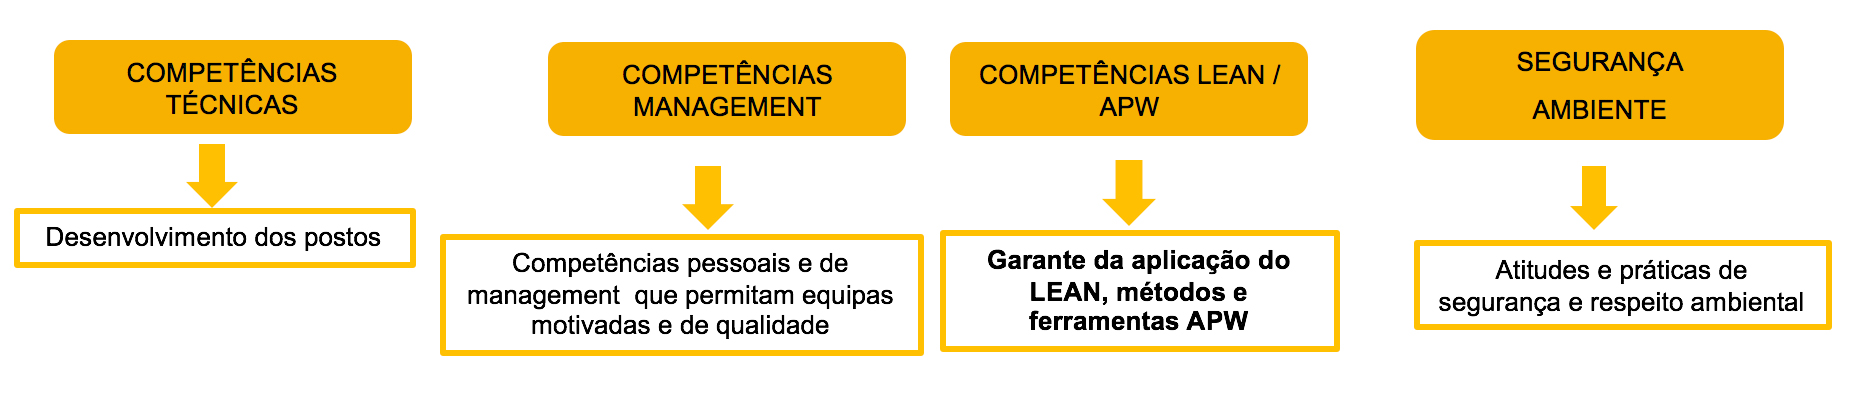 COMPETÊNCIAS
TÉCNICAS
Desenvolvimento dos postos
COMPETÊNCIAS
MANAGEMENT
Competências pessoais e de
management que permitam equipas
motivadas e de qualidade
COMPETÊNCIAS LEAN /
APW
Garante da aplicação do
LEAN, métodos e
ferramentas APW
SEGURANÇA
AMBIENTE
Atitudes e práticas de
segurança e respeito ambiental